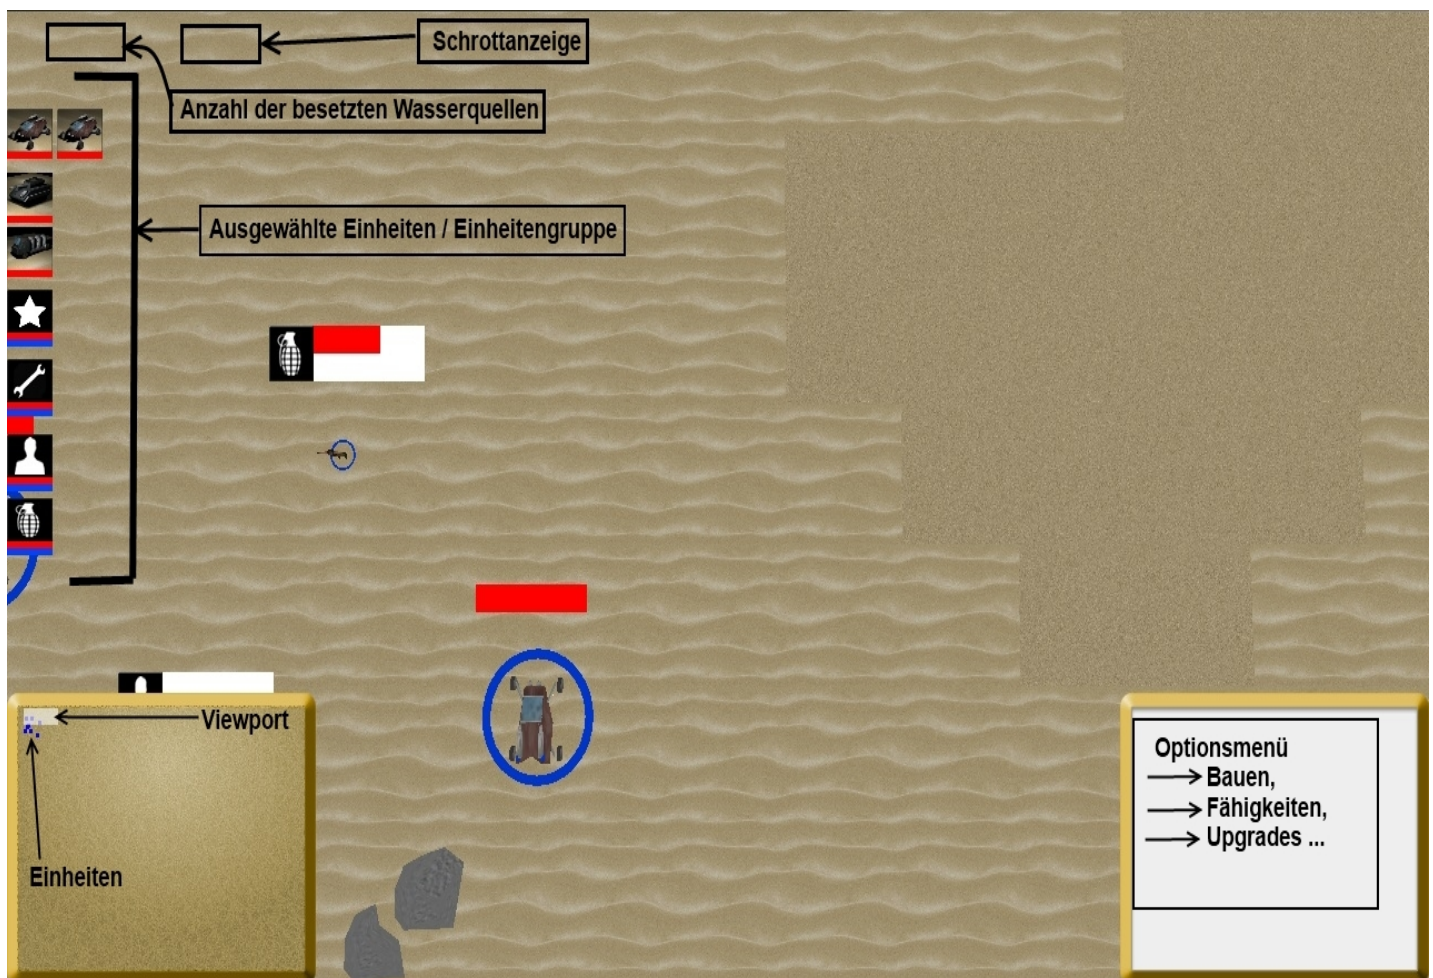 Schrottanzeige
Anzahl der besetzten Wasserquellen
Ausgewählte Einheiten / Einheitengruppe
Viewport
Einheiten
Optionsmenü
Bauen,
Fähigkeiten,
Upgrades ...